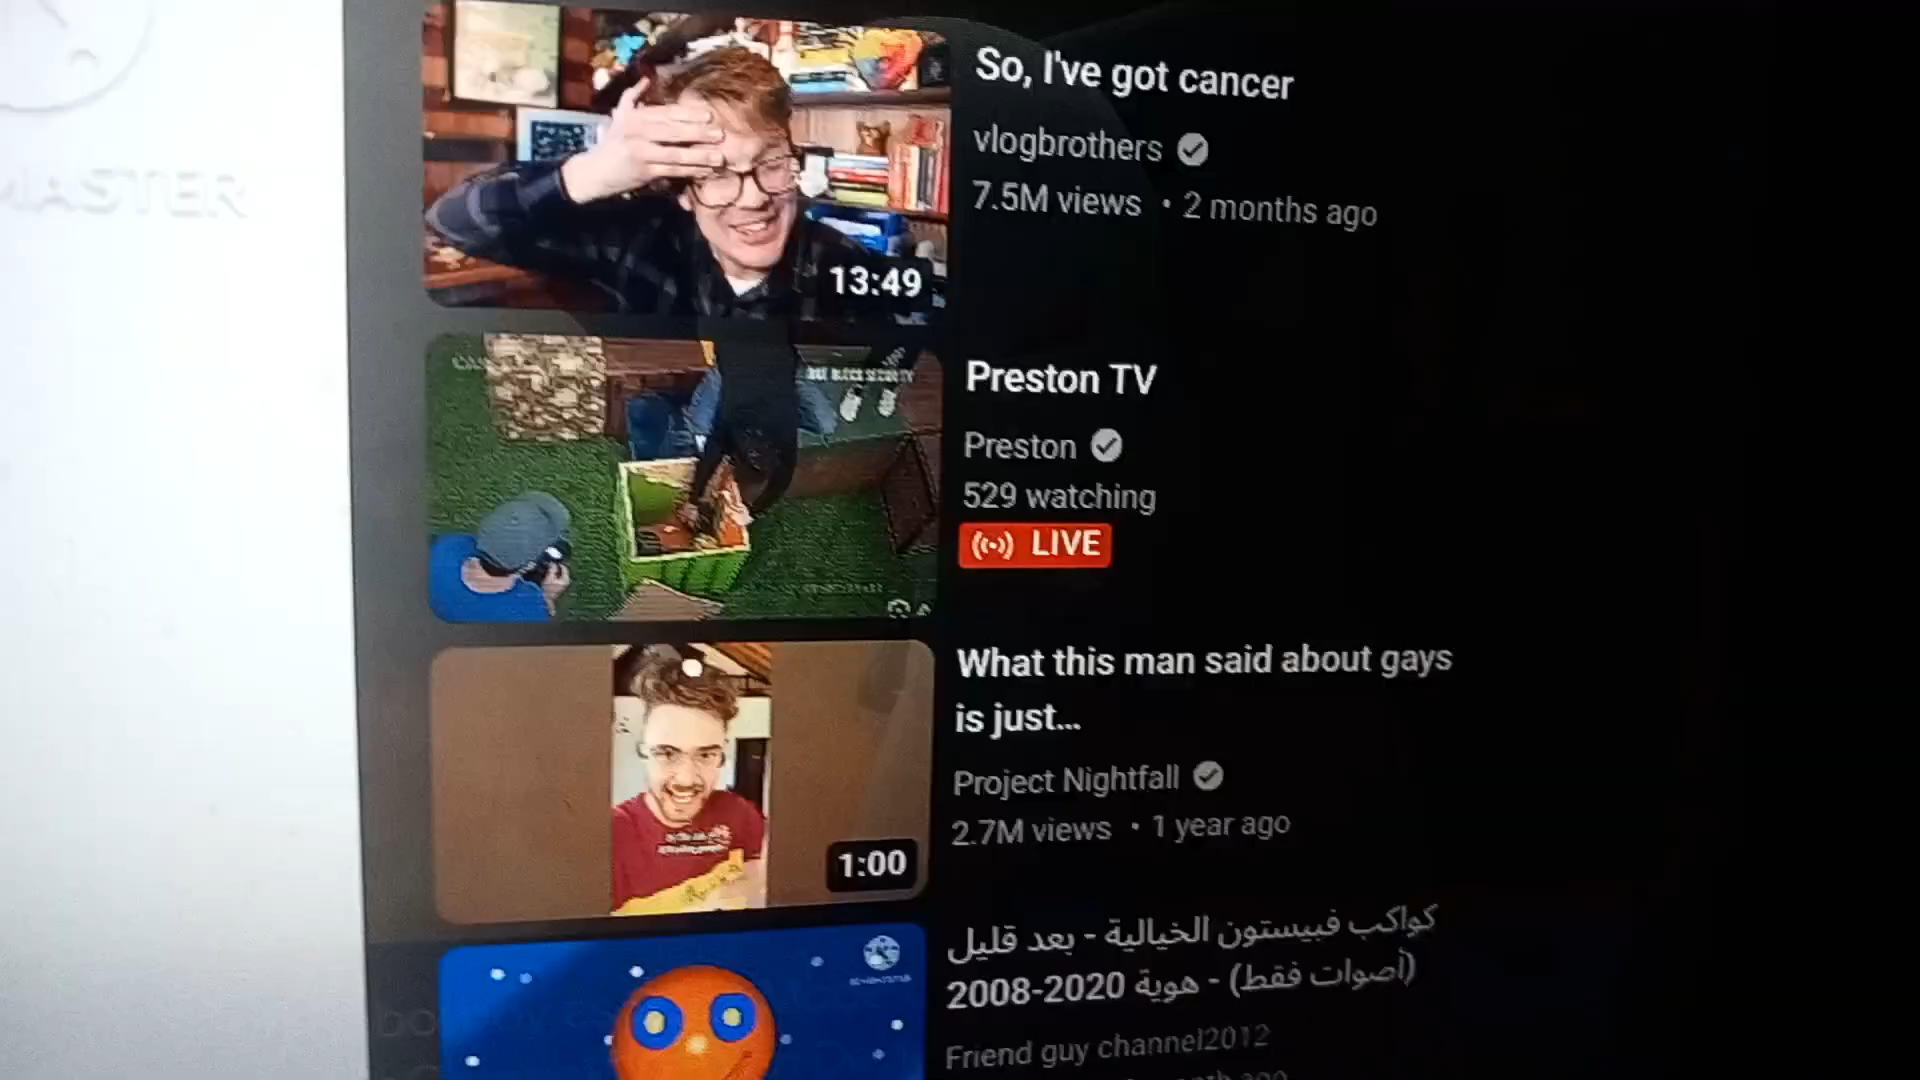 MASTER
So, I've got cancer
vlogbrothers
7.5M views • 2 months ago
13:49
Preston TV
Preston
529 watching
LIVE
What this man said about gays
is just...
Project Nightfall
2.7M views • 1 year ago
1:00
كواكب فبيستون الخيالية - بعد قليل
(أصوات فقط) - هوية 2008-2020
Friend guy channel2012